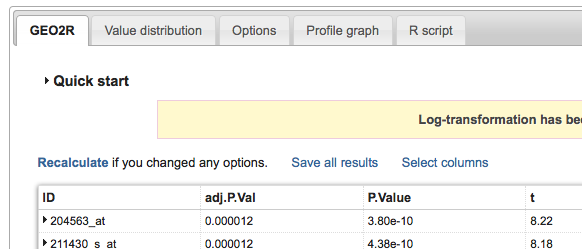 GEO2R Value distribution Options Profile graph R script
Quick start
Log-transformation has
Recalculate if you changed any options. Save all results Select columns
ID adj.P.Val P.Value t
204563_at 0.000012 3.80e-10 8.22
211430_s_at 0.000012 4.38e-10 8.18